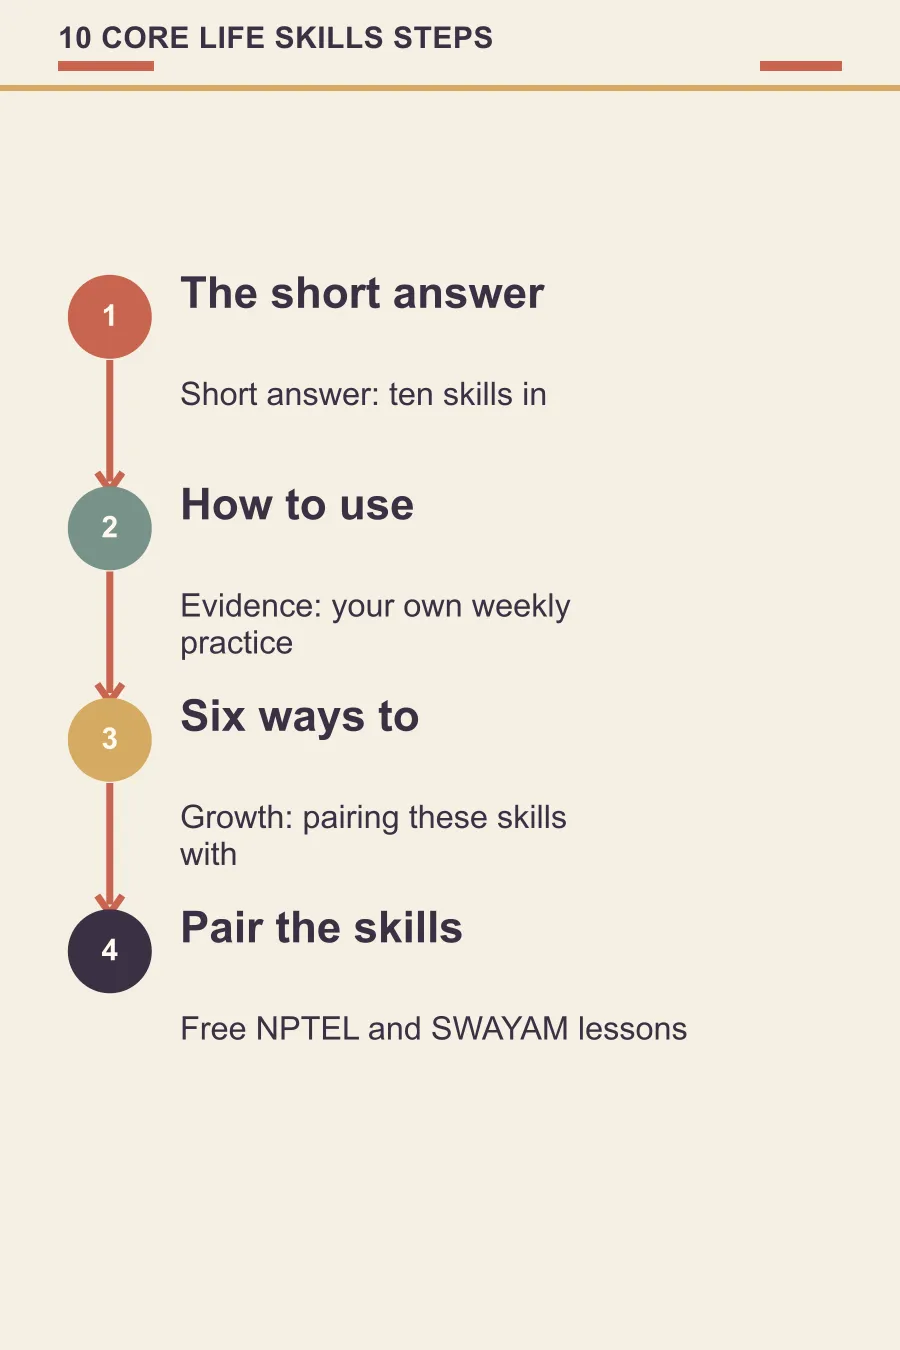 10 CORE LIFE SKILLS STEPS
1
The short answer
Short answer: ten skills in
2
How to use
Evidence: your own weekly
practice
3
Six ways to
Growth: pairing these skills
with
4
Pair the skills
Free NPTEL and SWAYAM lessons